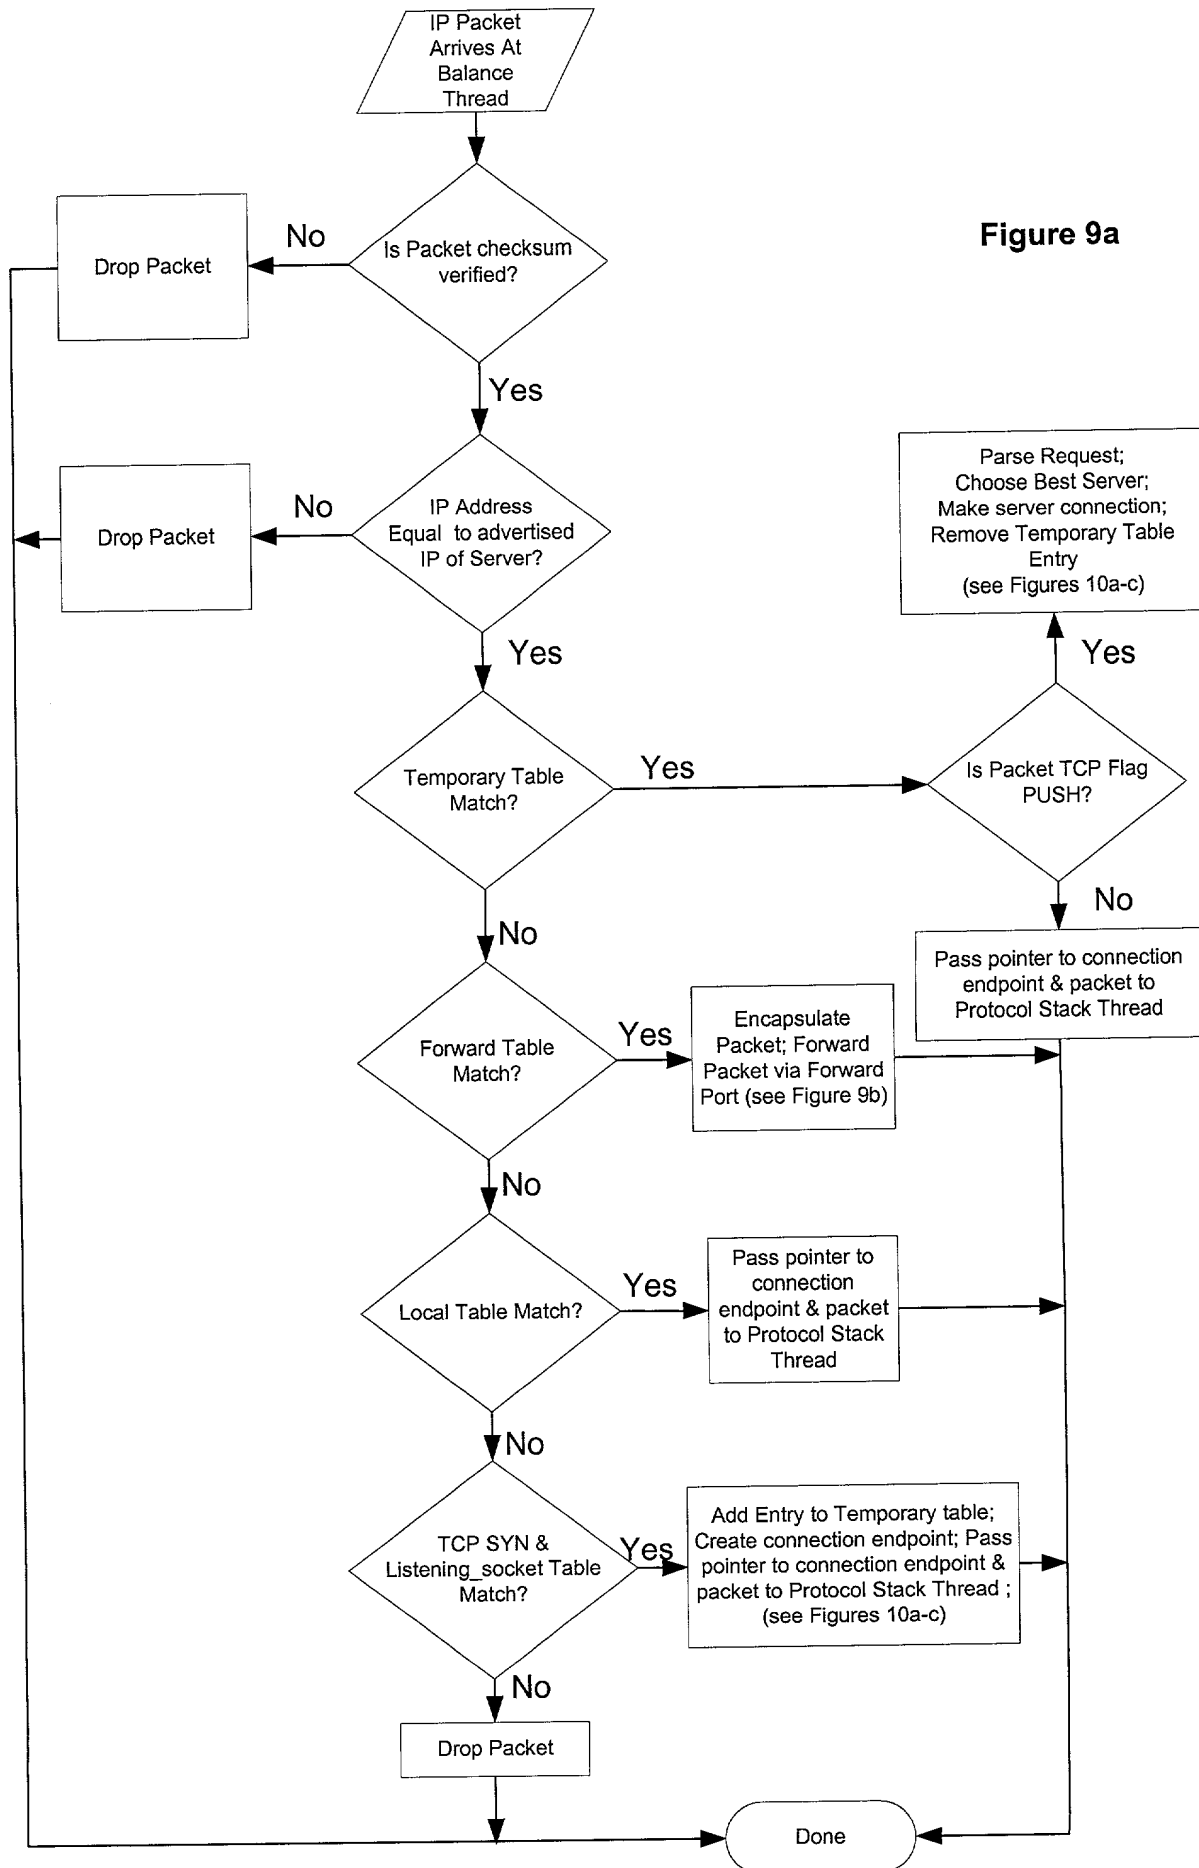 IP Packet
Arrives At
Balance
Thread
Figure 9a
No
Is Packet checksum
verified?
Drop Packet
Yes
Parse Request;
Choose Best Server;
Make server connection;
Remove Temporary Table
Entry
(see Figures 10a-c)
No
IP Address
Equal to advertised
IP of Server?
Drop Packet
Yes
Yes
Temporary Table
Match?
Yes
Is Packet TCP Flag
PUSH?
No
No
Pass pointer to connection
endpoint & packet to
Protocol Stack Thread
Forward Table
Match?
Yes
Encapsulate
Packet; Forward
Packet via Forward
Port (see Figure 9b)
No
Local Table Match?
Yes
Pass pointer to
connection
endpoint & packet
to Protocol Stack
Thread
No
TCP SYN &
Listening_socket Table
Match?
Yes
Add Entry to Temporary table;
Create connection endpoint; Pass
pointer to connection endpoint &
packet to Protocol Stack Thread ;
(see Figures 10a-c)
No
Drop Packet
Done